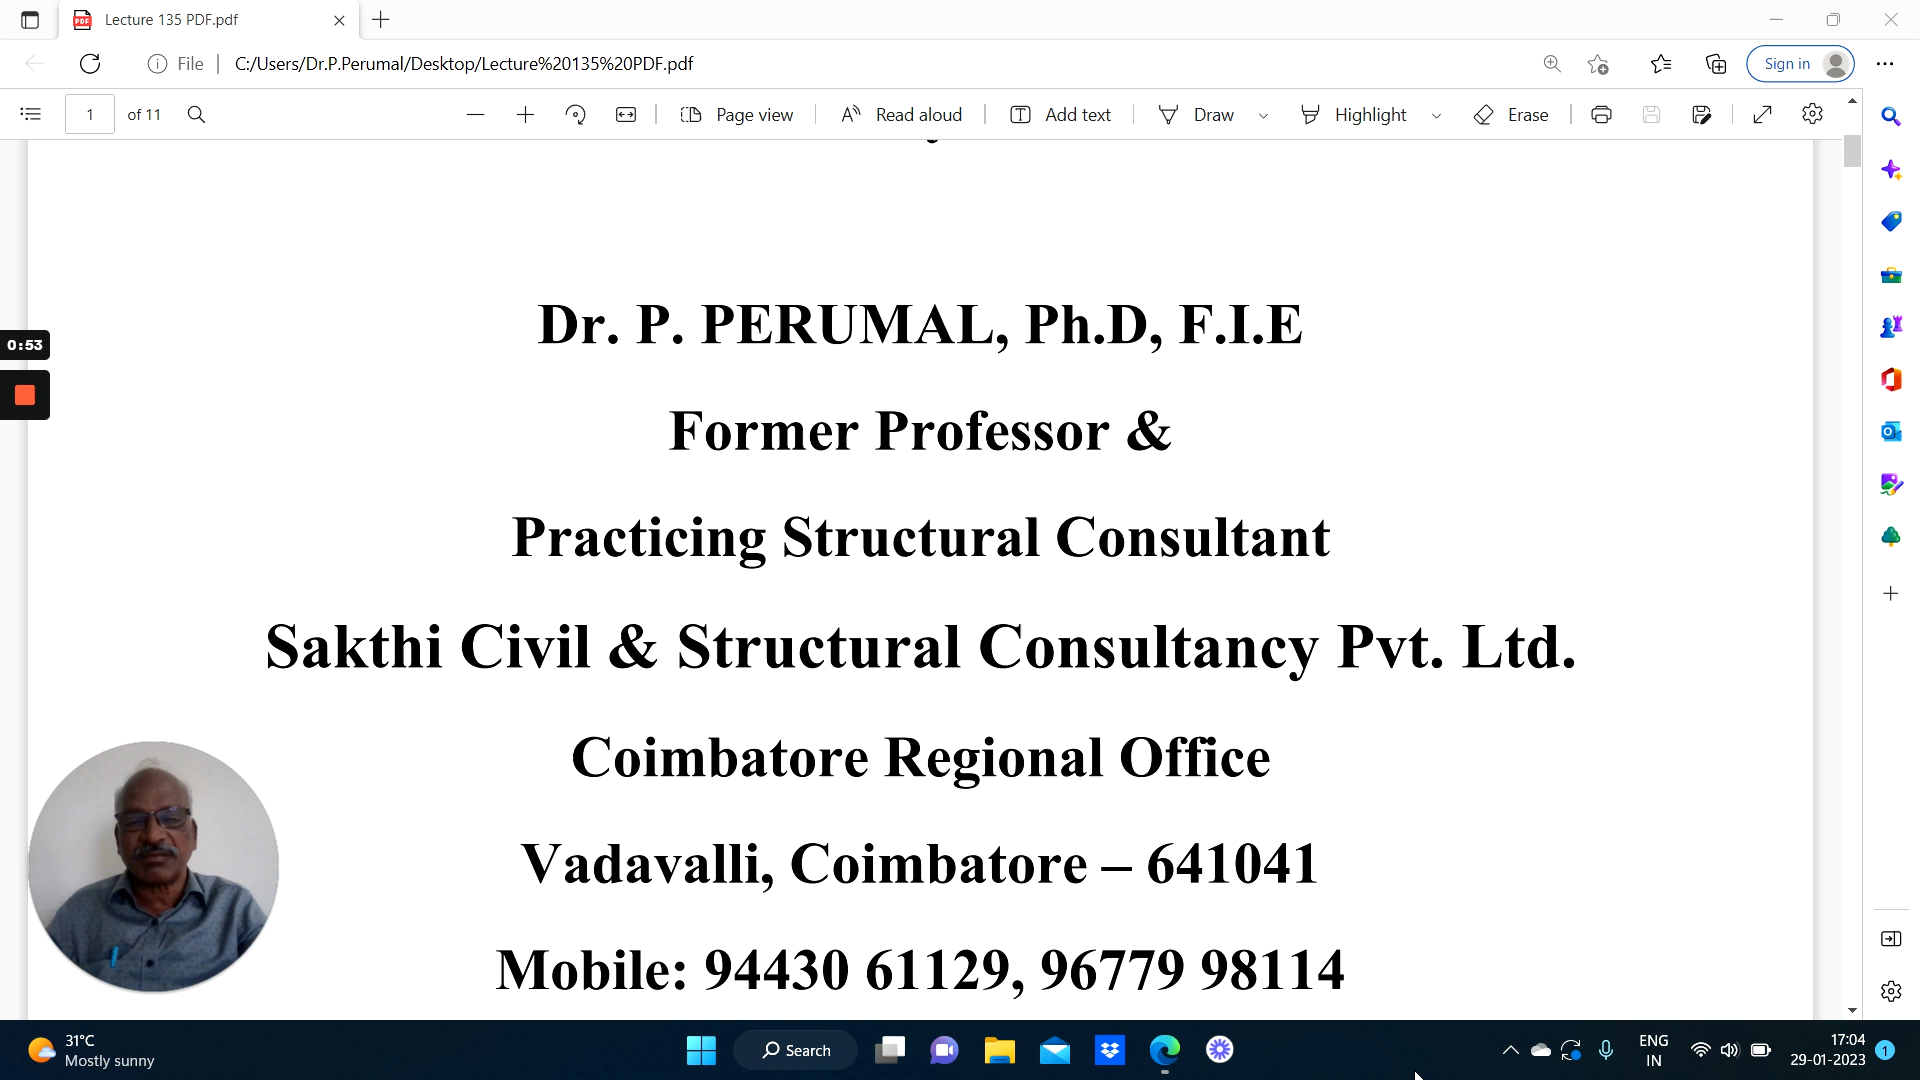 Lecture 135 PDF.pdf
File
C:/Users/Dr.P.Perumal/Desktop/Lecture%20135%20PDF.pdf
Sign in
1 of 11
Page view
Read aloud
Add text
Draw
Highlight
Erase
Dr. P. PERUMAL, Ph.D, F.I.E
0:53
Former Professor &
Practicing Structural Consultant
Sakthi Civil & Structural Consultancy Pvt. Ltd.
Coimbatore Regional Office
Vadavalli, Coimbatore – 641041
Mobile: 94430 61129, 96779 98114
31°C
Mostly sunny
Search
ENG
IN
17:04
29-01-2023
1